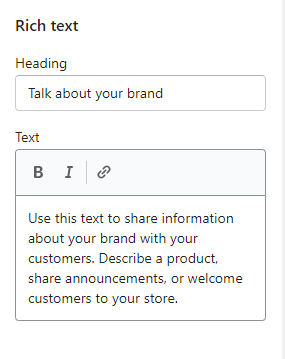 Rich text
Heading
Talk about your brand
Text
B I
Use this text to share information
about your brand with your
customers. Describe a product,
share announcements, or welcome
customers to your store.